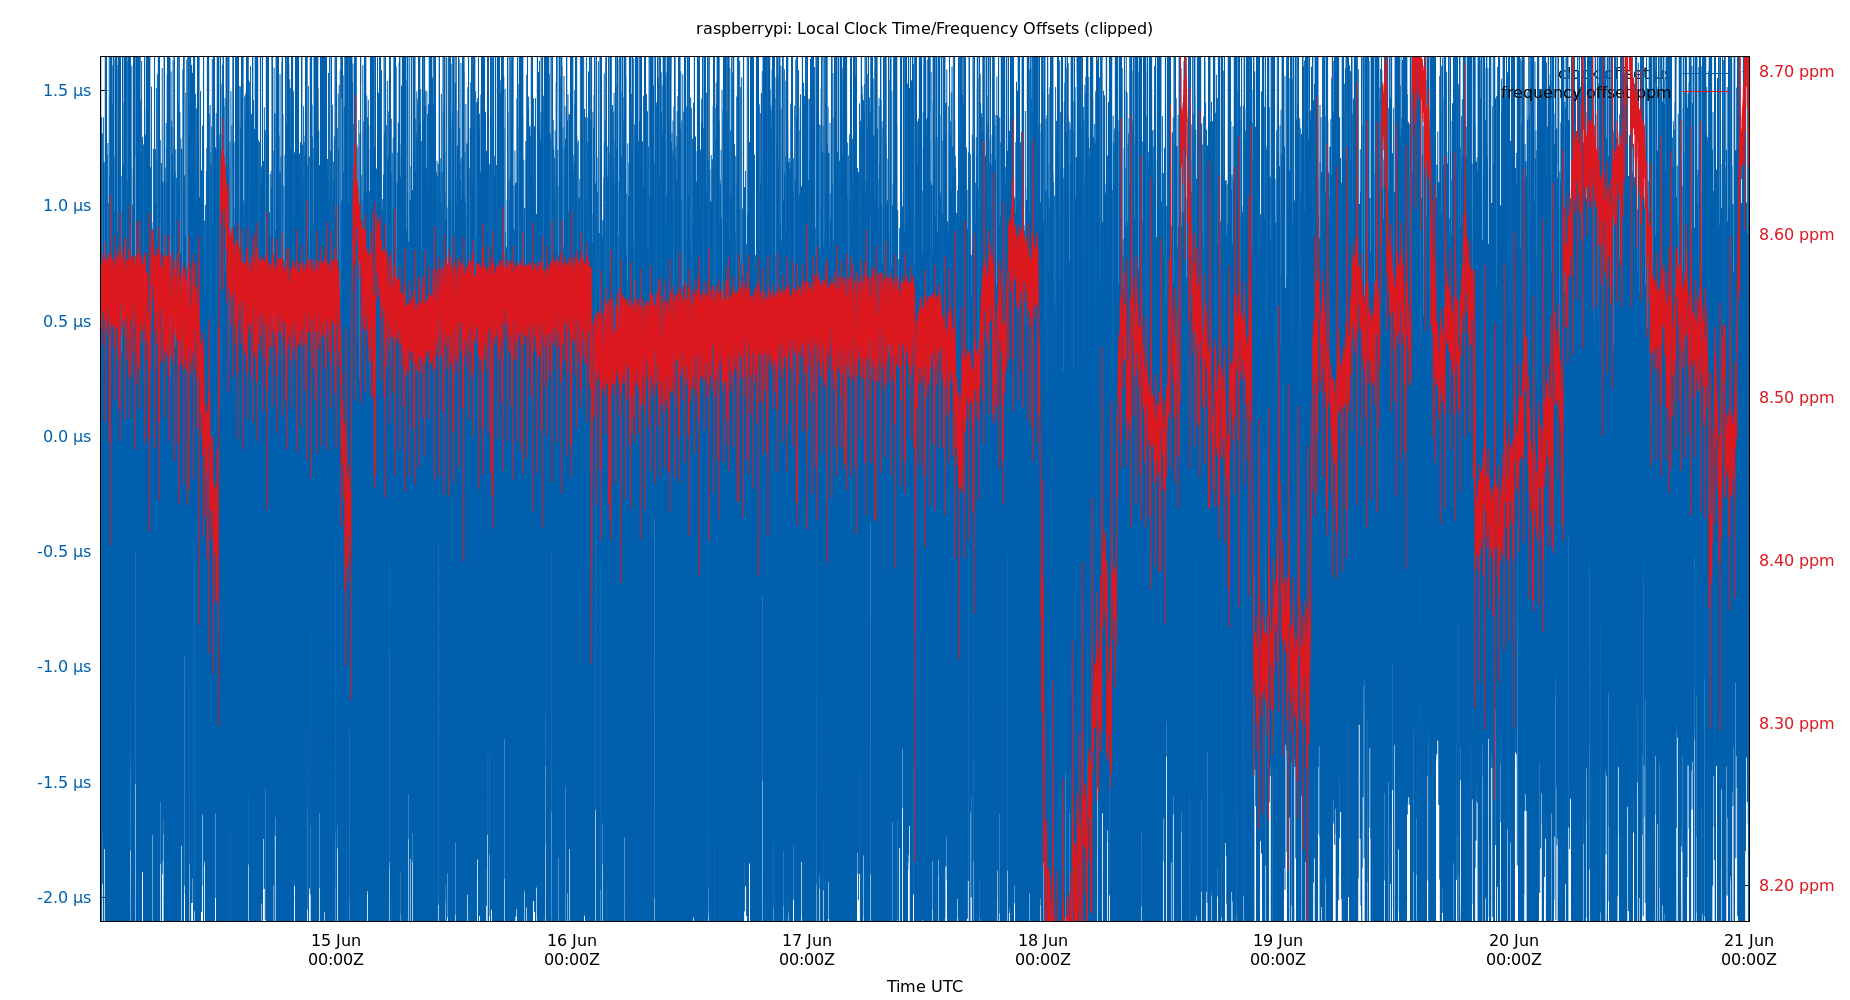 raspberrypi: Local Clock Time/Frequency Offsets (clipped)
clock offset μs
frequency offset ppm
1.5 μs
1.0 μs
0.5 μs
0.0 μs
-0.5 μs
-1.0 μs
-1.5 μs
-2.0 μs
8.70 ppm
8.60 ppm
8.50 ppm
8.40 ppm
8.30 ppm
8.20 ppm
15 Jun
00:00Z
16 Jun
00:00Z
17 Jun
00:00Z
18 Jun
00:00Z
19 Jun
00:00Z
20 Jun
00:00Z
21 Jun
00:00Z
Time UTC